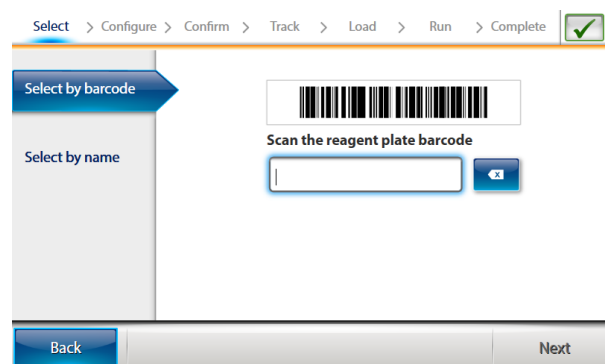 Select > Configure > Confirm > Track > Load > Run > Complete
Select by barcode
Scan the reagent plate barcode
Select by name
Back
Next